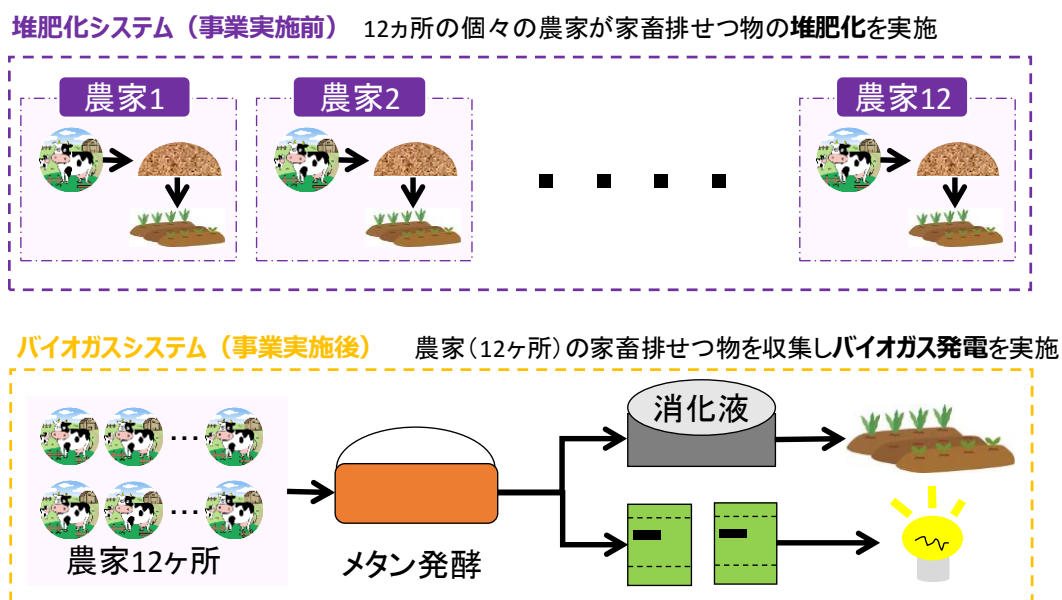 堆肥化システム（事業実施前） 12ヵ所の個々の農家が家畜排せつ物の堆肥化を実施
農家1 農家2 農家12
バイオガスシステム（事業実施後） 農家（12ヶ所）の家畜排せつ物を収集しバイオガス発電を実施
消化液
農家12ヶ所
メタン発酵